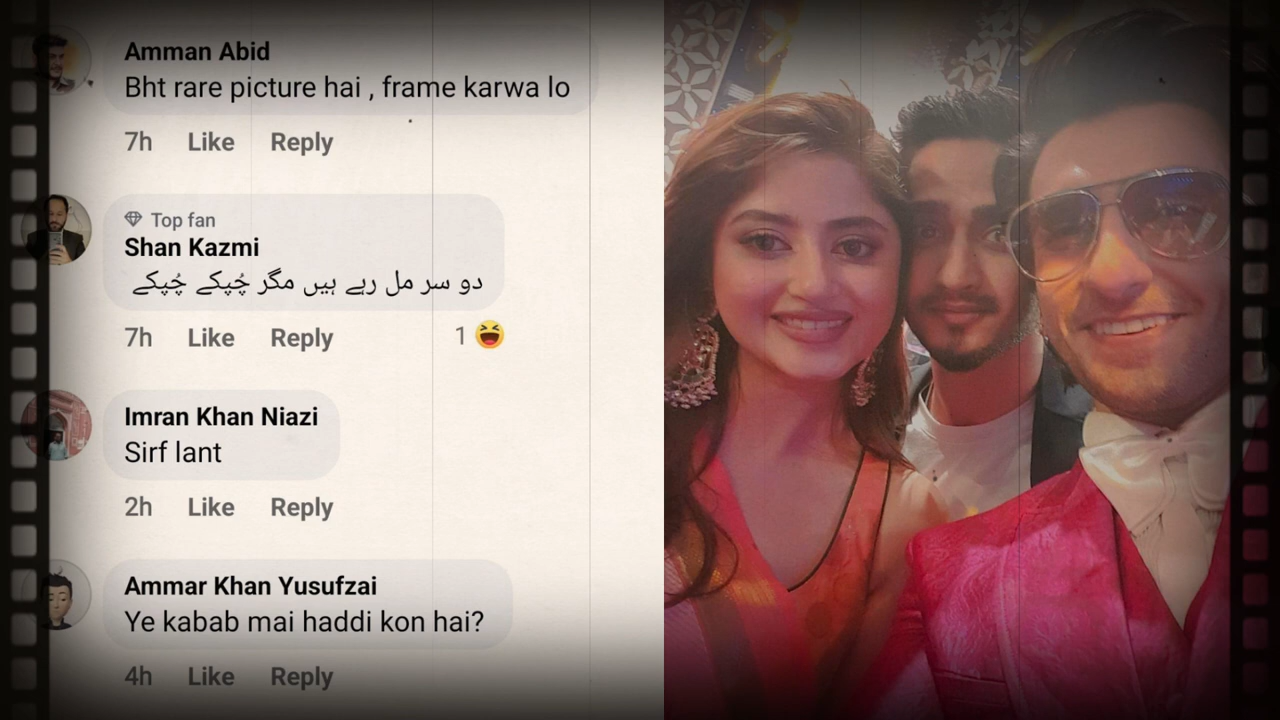 Amman Abid
Bht rare picture hai , frame karwa lo
7h Like Reply
Top fan
Shan Kazmi
دو سر مل رہے ہیں مگر چُپکے چُپکے
7h Like Reply 1
Imran Khan Niazi
Sirf lant
2h Like Reply
Ammar Khan Yusufzai
Ye kabab mai haddi kon hai?
4h Like Reply